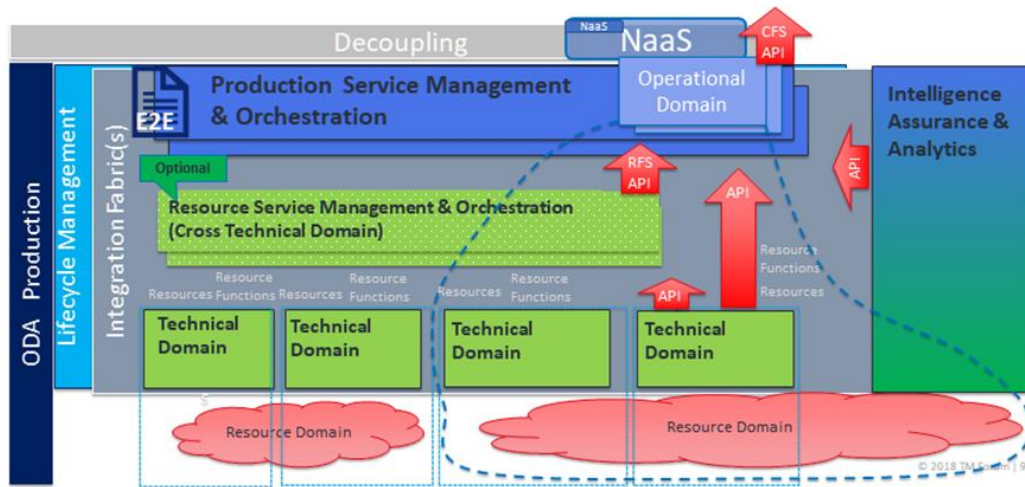 Decoupling
NaaS
NaaS
CFS
API
ODA Production
Lifecycle Management
Integration Fabric(s)
E2E
Production Service Management
& Orchestration
Operational
Domain
Intelligence
Assurance &
Analytics
Optional
RFS
API
API
API
Resource Service Management & Orchestration
(Cross Technical Domain)
Resource
Functions
Resources
Resource
Functions
Resources
Resource
Functions
Resources
Resource
Functions
Resources
API
Technical
Domain
Technical
Domain
Technical
Domain
Technical
Domain
s
Resource Domain
Resource Domain
© 2018 TM Forum | 9